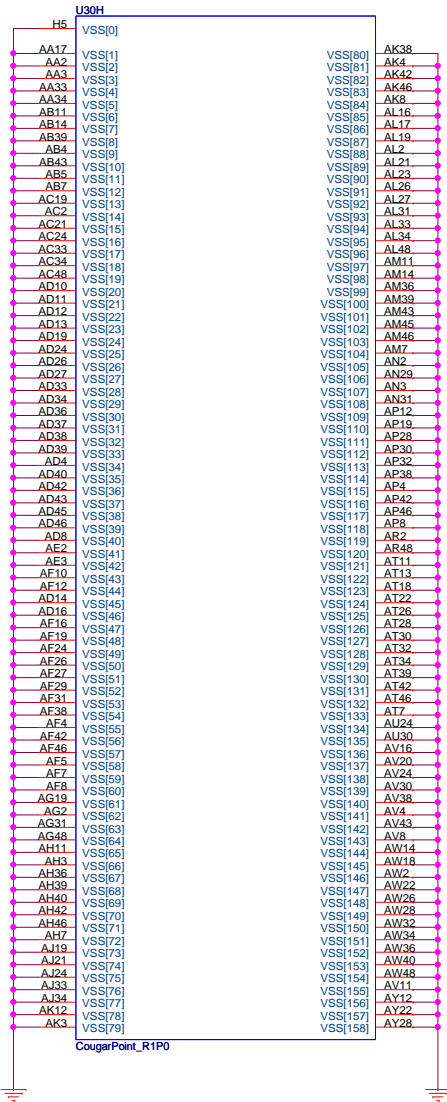 U30H
H5 VSS[0]
AA17 VSS[1]
AA2 VSS[2]
AA3 VSS[3]
AA33 VSS[4]
AA34 VSS[5]
AB11 VSS[6]
AB14 VSS[7]
AB39 VSS[8]
AB4 VSS[9]
AB43 VSS[10]
AB5 VSS[11]
AB7 VSS[12]
AC19 VSS[13]
AC2 VSS[14]
AC21 VSS[15]
AC24 VSS[16]
AC33 VSS[17]
AC34 VSS[18]
AC48 VSS[19]
AD10 VSS[20]
AD11 VSS[21]
AD12 VSS[22]
AD13 VSS[23]
AD19 VSS[24]
AD24 VSS[25]
AD26 VSS[26]
AD27 VSS[27]
AD33 VSS[28]
AD34 VSS[29]
AD36 VSS[30]
AD37 VSS[31]
AD38 VSS[32]
AD39 VSS[33]
AD4 VSS[34]
AD40 VSS[35]
AD42 VSS[36]
AD43 VSS[37]
AD45 VSS[38]
AD46 VSS[39]
AD8 VSS[40]
AE2 VSS[41]
AE3 VSS[42]
AF10 VSS[43]
AF12 VSS[44]
AD14 VSS[45]
AD16 VSS[46]
AF16 VSS[47]
AF19 VSS[48]
AF24 VSS[49]
AF26 VSS[50]
AF27 VSS[51]
AF29 VSS[52]
AF31 VSS[53]
AF38 VSS[54]
AF4 VSS[55]
AF42 VSS[56]
AF46 VSS[57]
AF5 VSS[58]
AF7 VSS[59]
AF8 VSS[60]
AG19 VSS[61]
AG2 VSS[62]
AG31 VSS[63]
AG48 VSS[64]
AH11 VSS[65]
AH3 VSS[66]
AH36 VSS[67]
AH39 VSS[68]
AH40 VSS[69]
AH42 VSS[70]
AH46 VSS[71]
AH7 VSS[72]
AJ19 VSS[73]
AJ21 VSS[74]
AJ24 VSS[75]
AJ33 VSS[76]
AJ34 VSS[77]
AK12 VSS[78]
AK3 VSS[79]
VSS[80] AK38
VSS[81] AK4
VSS[82] AK42
VSS[83] AK46
VSS[84] AK8
VSS[85] AL16
VSS[86] AL17
VSS[87] AL19
VSS[88] AL2
VSS[89] AL21
VSS[90] AL23
VSS[91] AL26
VSS[92] AL27
VSS[93] AL31
VSS[94] AL33
VSS[95] AL34
VSS[96] AL48
VSS[97] AM11
VSS[98] AM14
VSS[99] AM36
VSS[100] AM39
VSS[101] AM43
VSS[102] AM45
VSS[103] AM46
VSS[104] AM7
VSS[105] AN2
VSS[106] AN29
VSS[107] AN3
VSS[108] AN31
VSS[109] AP12
VSS[110] AP19
VSS[111] AP28
VSS[112] AP30
VSS[113] AP32
VSS[114] AP38
VSS[115] AP4
VSS[116] AP42
VSS[117] AP46
VSS[118] AP8
VSS[119] AR2
VSS[120] AR48
VSS[121] AT11
VSS[122] AT13
VSS[123] AT18
VSS[124] AT22
VSS[125] AT26
VSS[126] AT28
VSS[127] AT30
VSS[128] AT32
VSS[129] AT34
VSS[130] AT39
VSS[131] AT42
VSS[132] AT46
VSS[133] AT7
VSS[134] AU24
VSS[135] AU30
VSS[136] AV16
VSS[137] AV20
VSS[138] AV24
VSS[139] AV30
VSS[140] AV38
VSS[141] AV4
VSS[142] AV43
VSS[143] AV8
VSS[144] AW14
VSS[145] AW18
VSS[146] AW2
VSS[147] AW22
VSS[148] AW26
VSS[149] AW28
VSS[150] AW32
VSS[151] AW34
VSS[152] AW36
VSS[153] AW40
VSS[154] AW48
VSS[155] AV11
VSS[156] AY12
VSS[157] AY22
VSS[158] AY28
CougarPoint_R1P0